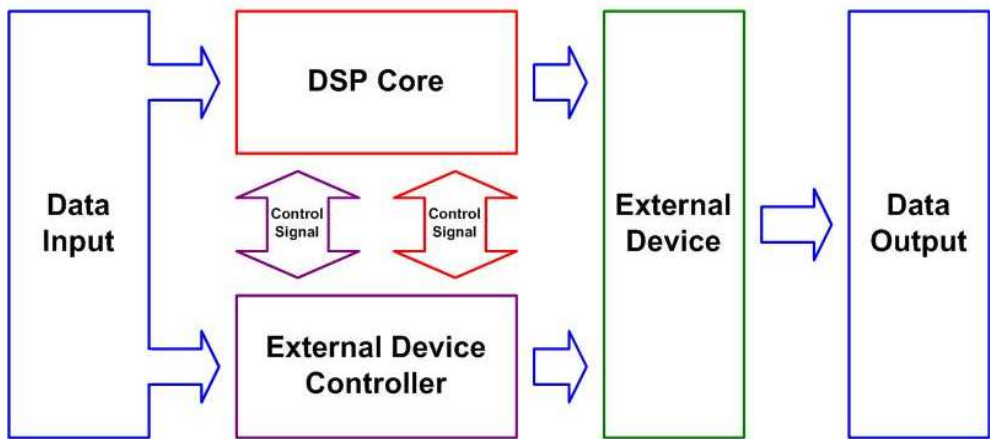 Data
Input
DSP Core
Control
Signal
Control
Signal
External Device
Controller
External
Device
Data
Output